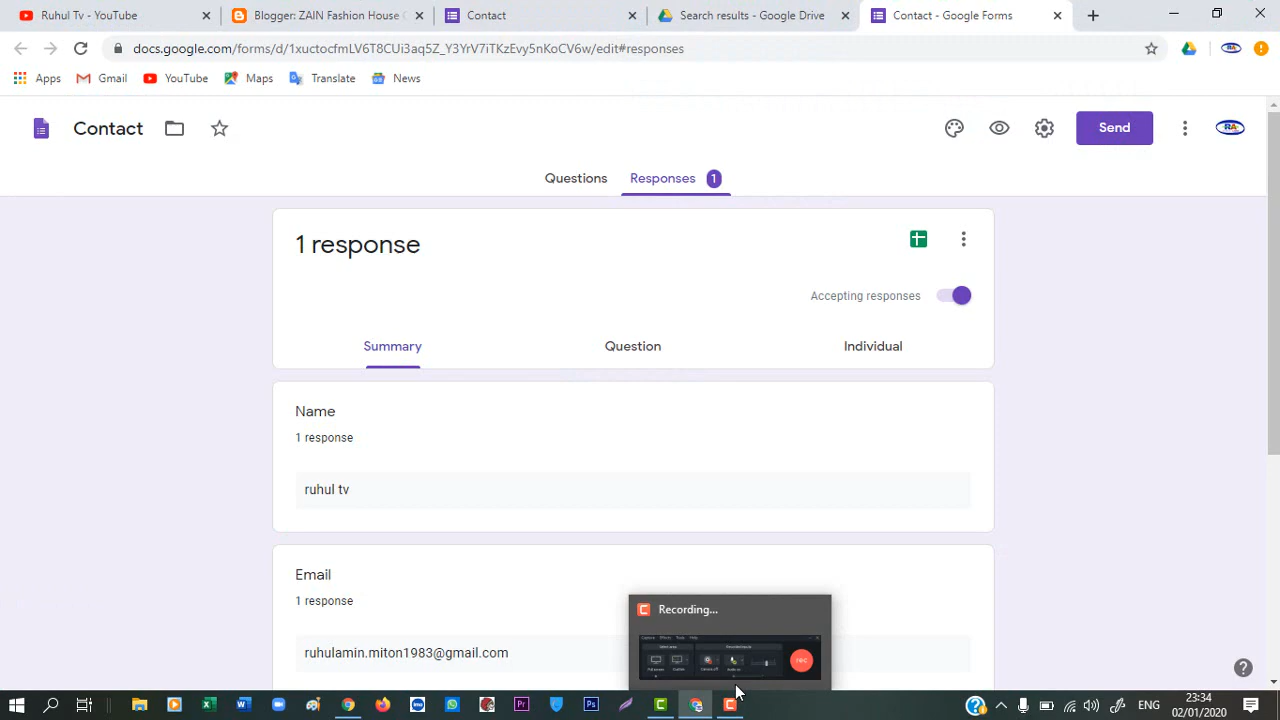 Ruhul Tv - YouTube
Blogger: ZAIN Fashion House
Contact
Search results - Google Drive
Contact - Google Forms
docs.google.com/forms/d/1xuctocfmLV6T8CUi3aq5Z_Y3YrV7iTKzEvy5nKoCV6w/edit#responses
Apps
Gmail
YouTube
Maps
Translate
News
Contact
Send
Questions
Responses 1
1 response
Accepting responses
Summary
Question
Individual
Name
1 response
ruhul tv
Email
1 response
Recording...
ruhulamin.miton1983@gmail.com
ENG
23:34
02/01/2020